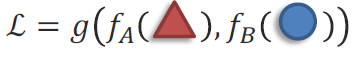 ℒ = g(f_A(🔺), f_B(🔵))